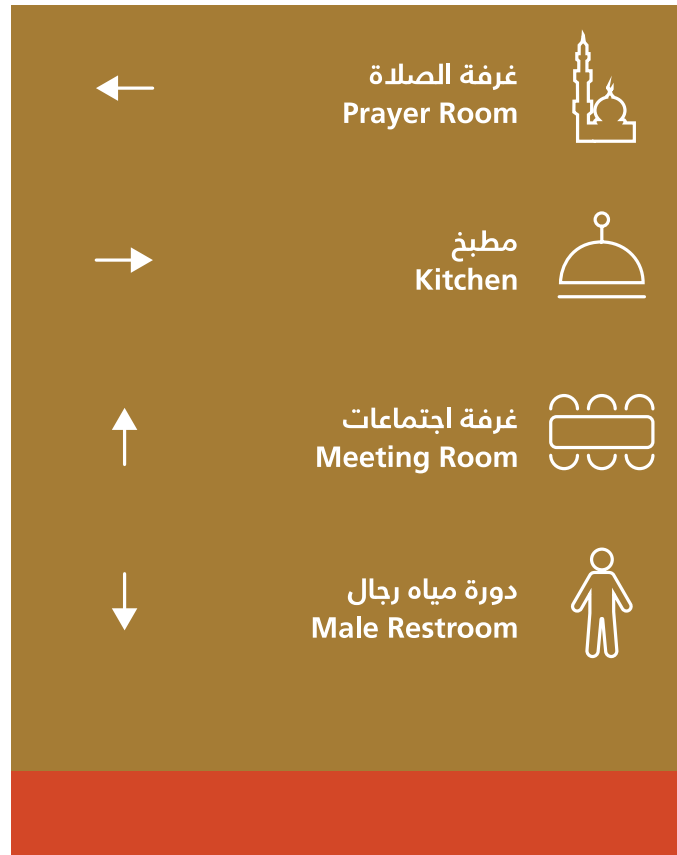 غرفة الصلاة
Prayer Room
مطبخ
Kitchen
غرفة اجتماعات
Meeting Room
دورة مياه رجال
Male Restroom